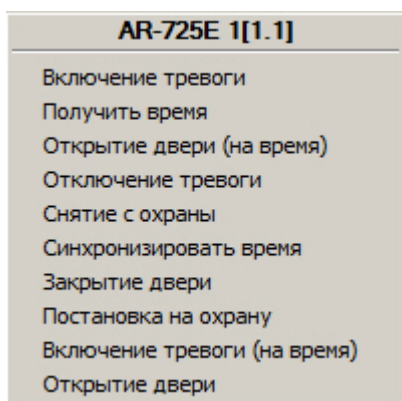 AR-725E 1[1.1]
Включение тревоги
Получить время
Открытие двери (на время)
Отключение тревоги
Снятие с охраны
Синхронизировать время
Закрытие двери
Постановка на охрану
Включение тревоги (на время)
Открытие двери